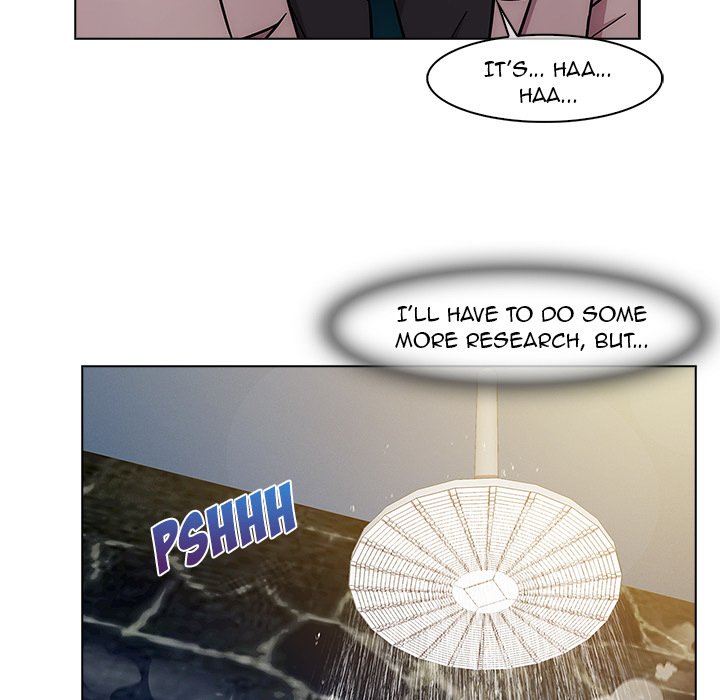 IT'S... HAA...
HAA...
I'LL HAVE TO DO SOME
MORE RESEARCH, BUT...
PSHHH